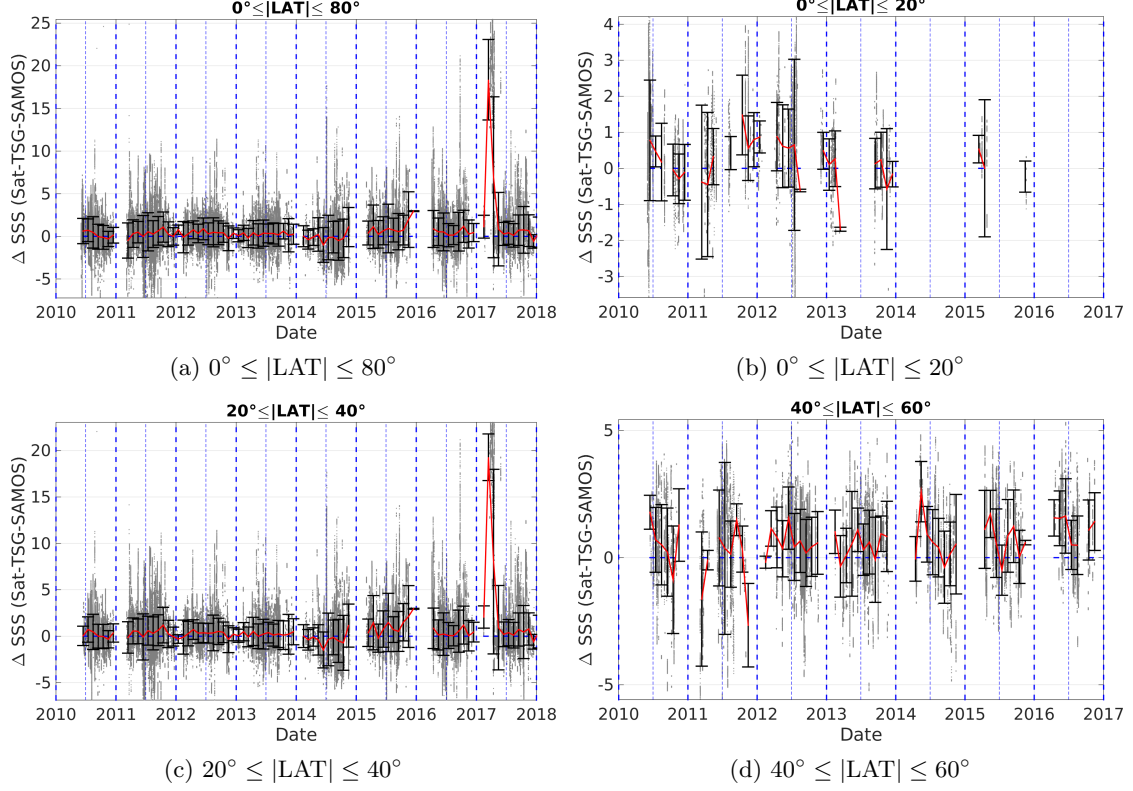 0°≤|LAT|≤ 80°
Δ SSS (Sat-TSG-SAMOS)
25
20
15
10
5
0
-5
2010 2011 2012 2013 2014 2015 2016 2017 2018
Date
(a) 0° ≤ |LAT| ≤ 80°
0°≤|LAT|≤ 20°
Δ SSS (Sat-TSG-SAMOS)
4
3
2
1
0
-1
-2
-3
2010 2011 2012 2013 2014 2015 2016 2017
Date
(b) 0° ≤ |LAT| ≤ 20°
20°≤|LAT|≤ 40°
Δ SSS (Sat-TSG-SAMOS)
20
15
10
5
0
-5
2010 2011 2012 2013 2014 2015 2016 2017 2018
Date
(c) 20° ≤ |LAT| ≤ 40°
40°≤|LAT|≤ 60°
Δ SSS (Sat-TSG-SAMOS)
5
0
-5
2010 2011 2012 2013 2014 2015 2016 2017
Date
(d) 40° ≤ |LAT| ≤ 60°